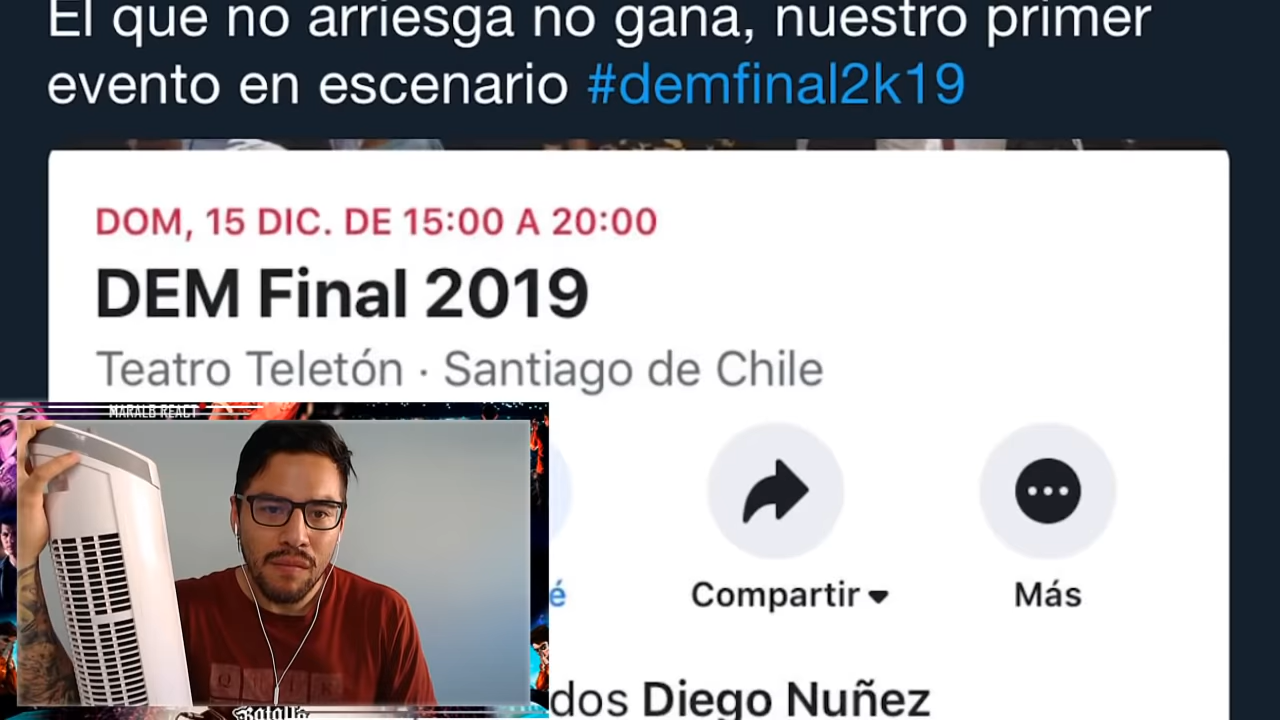 El que no arriesga no gana, nuestro primer
evento en escenario #demfinal2k19
DOM, 15 DIC. DE 15:00 A 20:00
DEM Final 2019
Teatro Teletón · Santiago de Chile
MARALB REACT
é
Compartir
Más
dos Diego Nuñez
Batalla